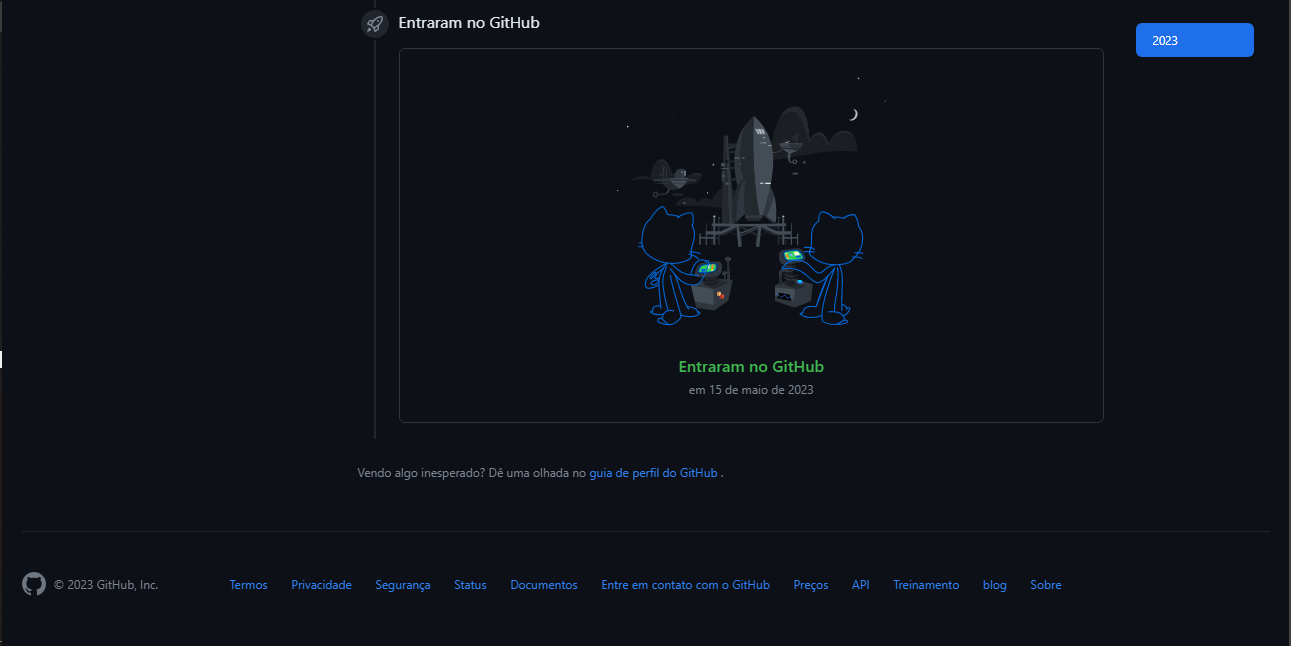 Entraram no GitHub
2023
Entraram no GitHub
em 15 de maio de 2023
Vendo algo inesperado? Dê uma olhada no guia de perfil do GitHub .
© 2023 GitHub, Inc.
Termos
Privacidade
Segurança
Status
Documentos
Entre em contato com o GitHub
Preços
API
Treinamento
blog
Sobre